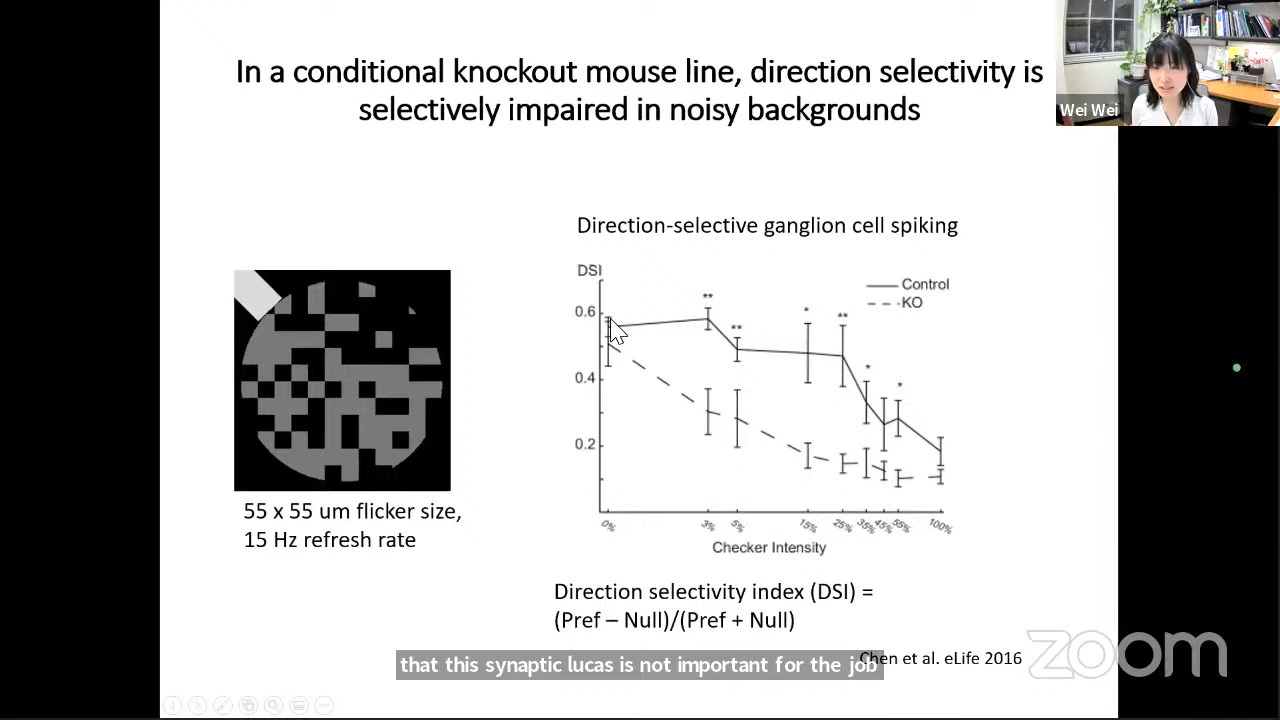 In a conditional knockout mouse line, direction selectivity is
selectively impaired in noisy backgrounds
Wei Wei
Direction-selective ganglion cell spiking
DSI
Control
KO
0.6
0.4
0.2
** ** * ** * *
0% 3% 5% 15% 25% 35% 45% 55% 100%
Checker Intensity
55 x 55 um flicker size,
15 Hz refresh rate
Direction selectivity index (DSI) =
(Pref – Null)/(Pref + Null)
that this synaptic lucas is not important for the job
Chen et al. eLife 2016
zoom